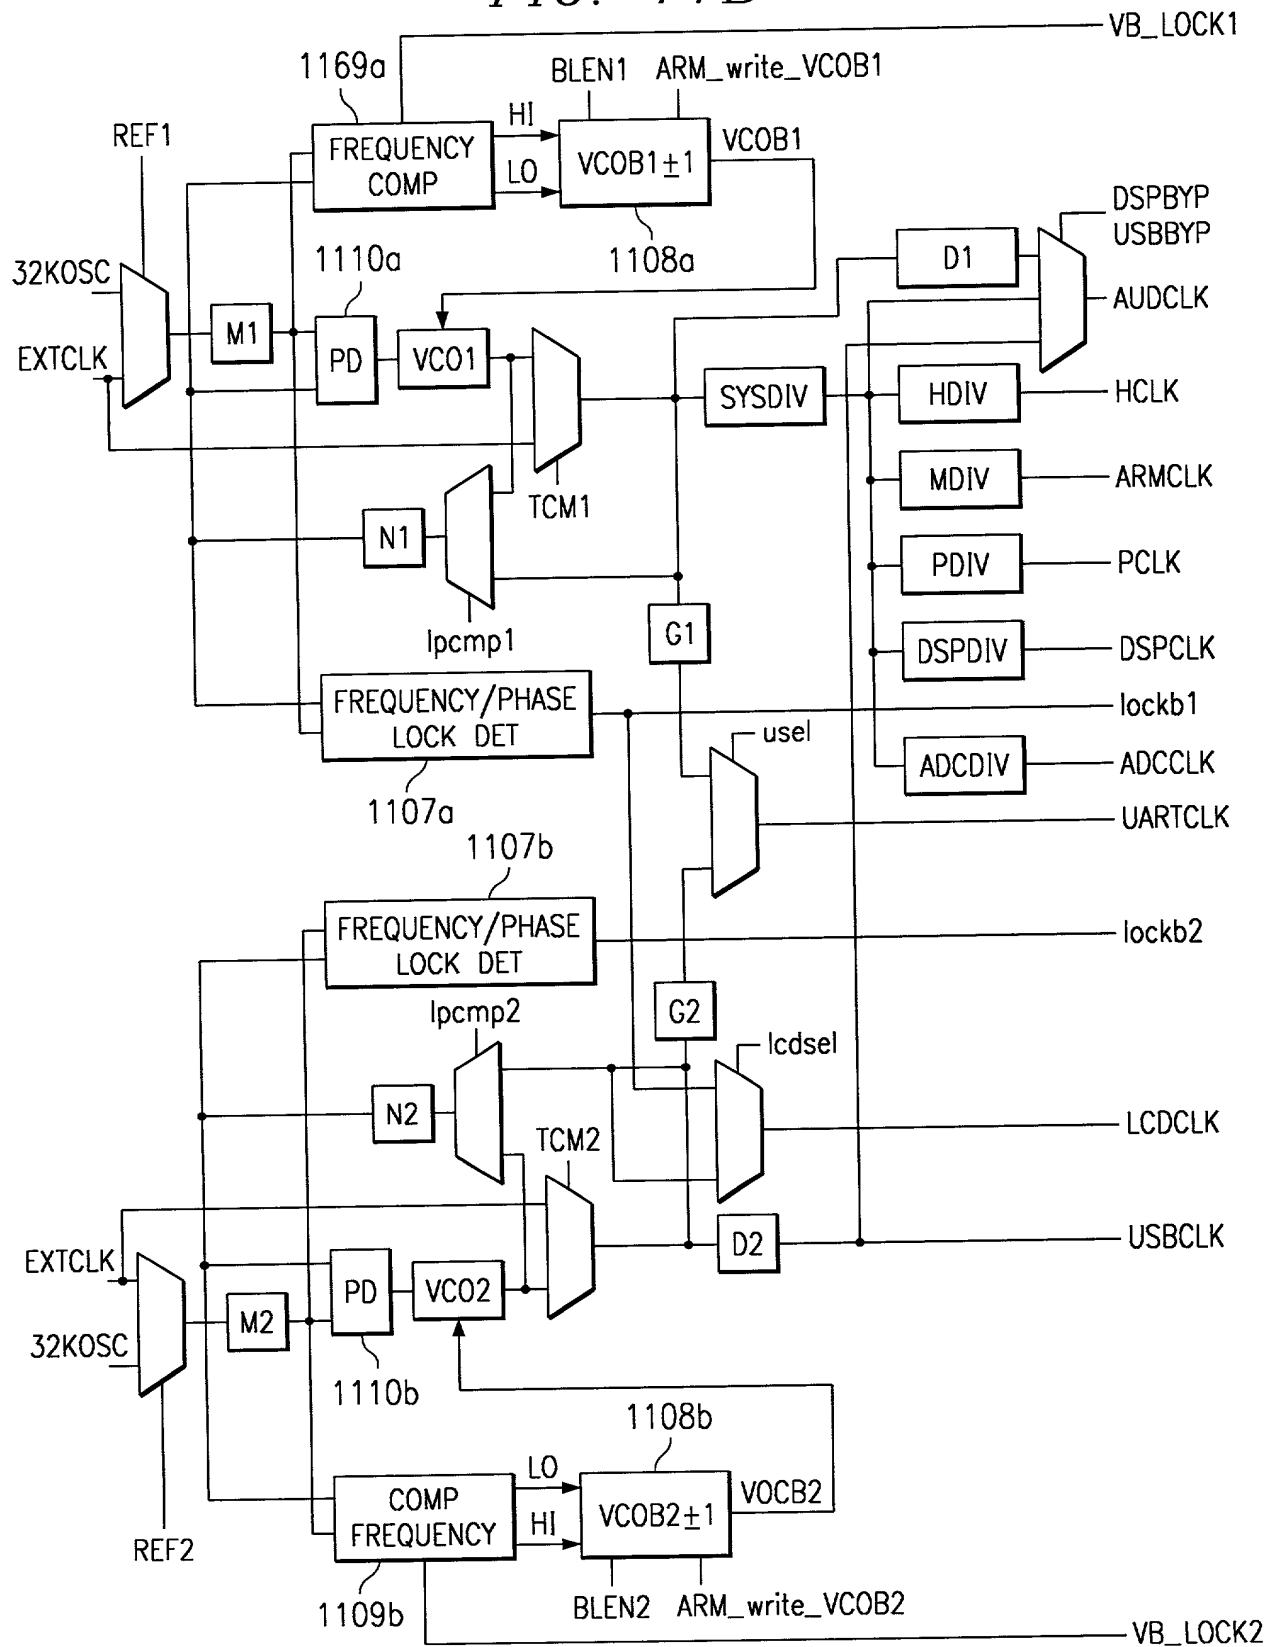 VB_LOCK1
1169a
BLEN1
ARM_write_VCOB1
REF1
HI
FREQUENCY
COMP
LO
VCOB1±1
VCOB1
DSPBYP
USBBYP
1110a
1108a
D1
32KOSC
AUDCLK
M1
PD
VCO1
EXTCLK
SYSDIV
HDIV
HCLK
MDIV
ARMCLK
TCM1
N1
PDIV
PCLK
lpcmp1
G1
DSPDIV
DSPCLK
FREQUENCY/PHASE
LOCK DET
lockb1
usel
ADCDIV
ADCCLK
1107a
UARTCLK
1107b
FREQUENCY/PHASE
LOCK DET
lockb2
lpcmp2
G2
lcdsel
N2
LCDCLK
TCM2
USBCLK
EXTCLK
D2
PD
VCO2
M2
32KOSC
1110b
1108b
LO
COMP
FREQUENCY
VOCB2
VCOB2±1
HI
REF2
BLEN2
ARM_write_VCOB2
1109b
VB_LOCK2